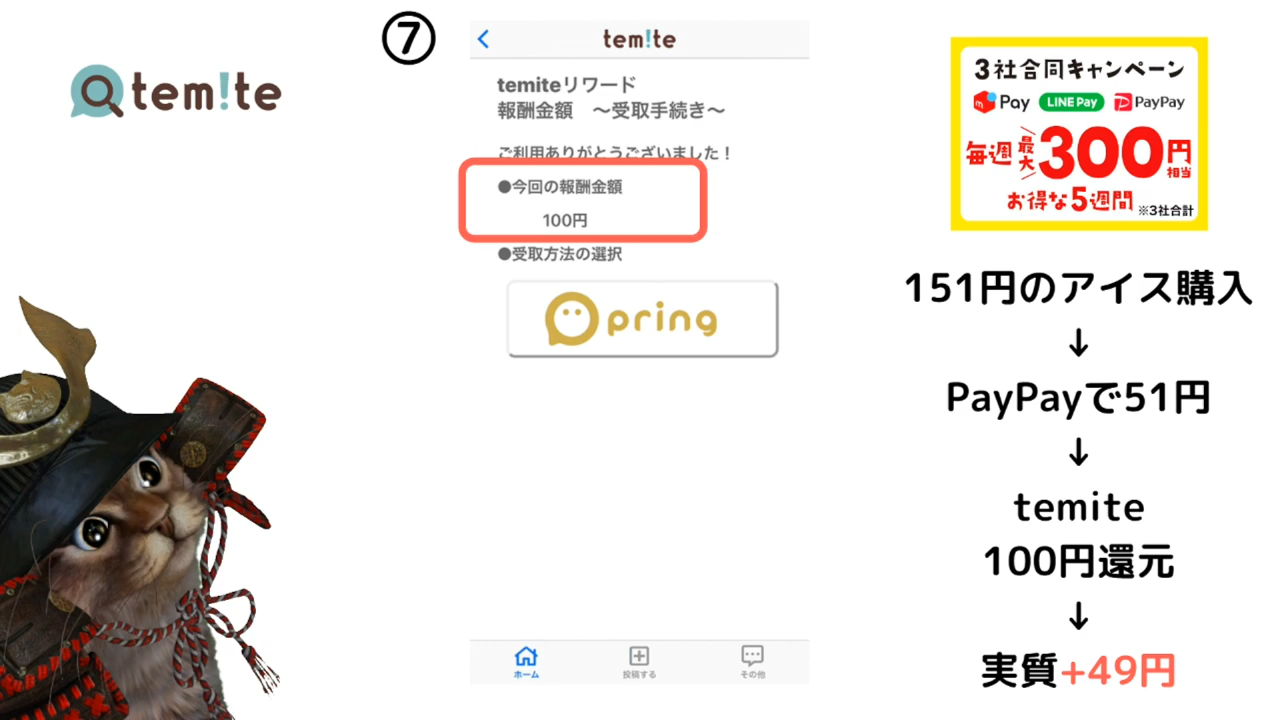 ⑦
tem!te
tem!te
temiteリワード
報酬金額 〜受取手続き〜
ご利用ありがとうございました！
●今回の報酬金額
100円
●受取方法の選択
pring
ホーム
投稿する
その他
3社合同キャンペーン
m Pay LINE Pay PayPay
毎週最大300円相当
お得な5週間 ※3社合計
151円のアイス購入
↓
PayPayで51円
↓
temite
100円還元
↓
実質+49円